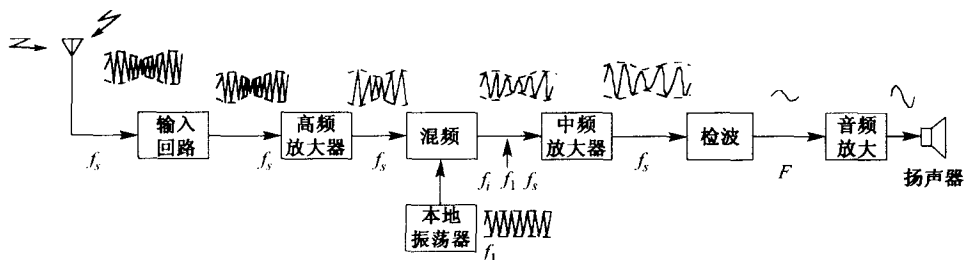 输入
回路
高频
放大器
混频
中频
放大器
检波
音频
放大
扬声器
本地
振荡器
f_s
f_s
f_s
f_i f_1 f_s
f_s
F
f_1